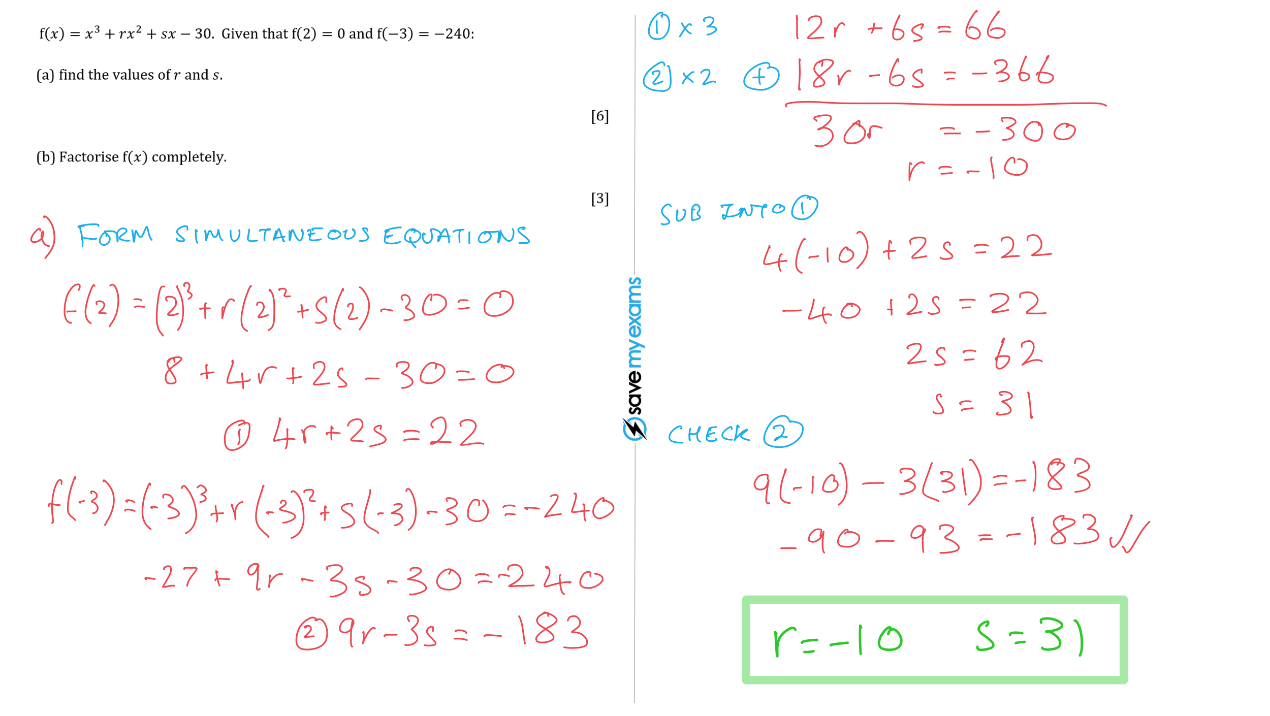 f(x) = x³ + rx² + sx − 30. Given that f(2) = 0 and f(−3) = −240:
(a) find the values of r and s.
[6]
(b) Factorise f(x) completely.
[3]
a) FORM SIMULTANEOUS EQUATIONS
f(2) = (2)³ + r(2)² + s(2) − 30 = 0
8 + 4r + 2s − 30 = 0
① 4r + 2s = 22
f(-3) = (-3)³ + r(-3)² + s(-3) − 30 = −240
-27 + 9r − 3s − 30 = −240
② 9r − 3s = − 183
save my exams
① × 3 12r + 6s = 66
② × 2 (+) 18r − 6s = − 366
30r = − 300
r = − 10
SUB INTO ①
4(-10) + 2s = 22
-40 + 2s = 22
2s = 62
s = 31
CHECK ②
9(-10) − 3(31) = −183
−90 − 93 = −183 ✓✓
r = −10 s = 31